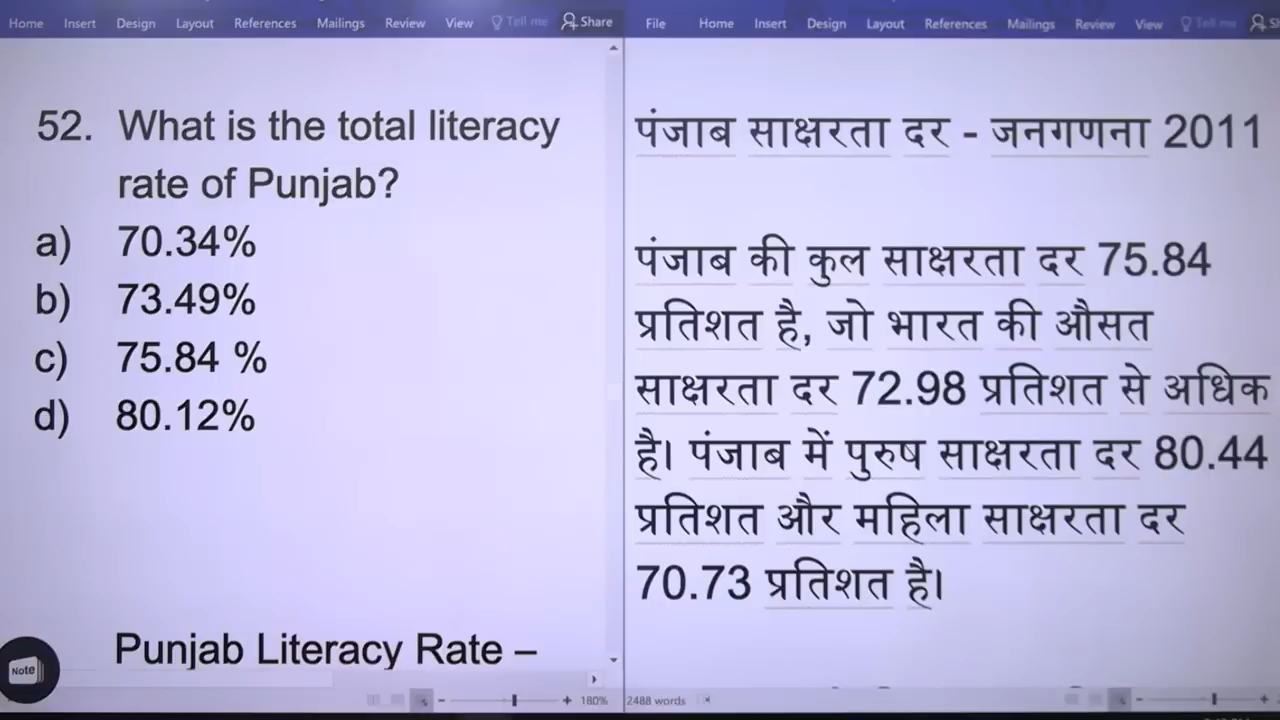 Home Insert Design Layout References Mailings Review View Tell me Share
52. What is the total literacy
rate of Punjab?
a) 70.34%
b) 73.49%
c) 75.84 %
d) 80.12%
Punjab Literacy Rate –
Note
180%
File Home Insert Design Layout References Mailings Review View Tell me
पंजाब साक्षरता दर - जनगणना 2011
पंजाब की कुल साक्षरता दर 75.84
प्रतिशत है, जो भारत की औसत
साक्षरता दर 72.98 प्रतिशत से अधिक
है। पंजाब में पुरुष साक्षरता दर 80.44
प्रतिशत और महिला साक्षरता दर
70.73 प्रतिशत है।
2488 words